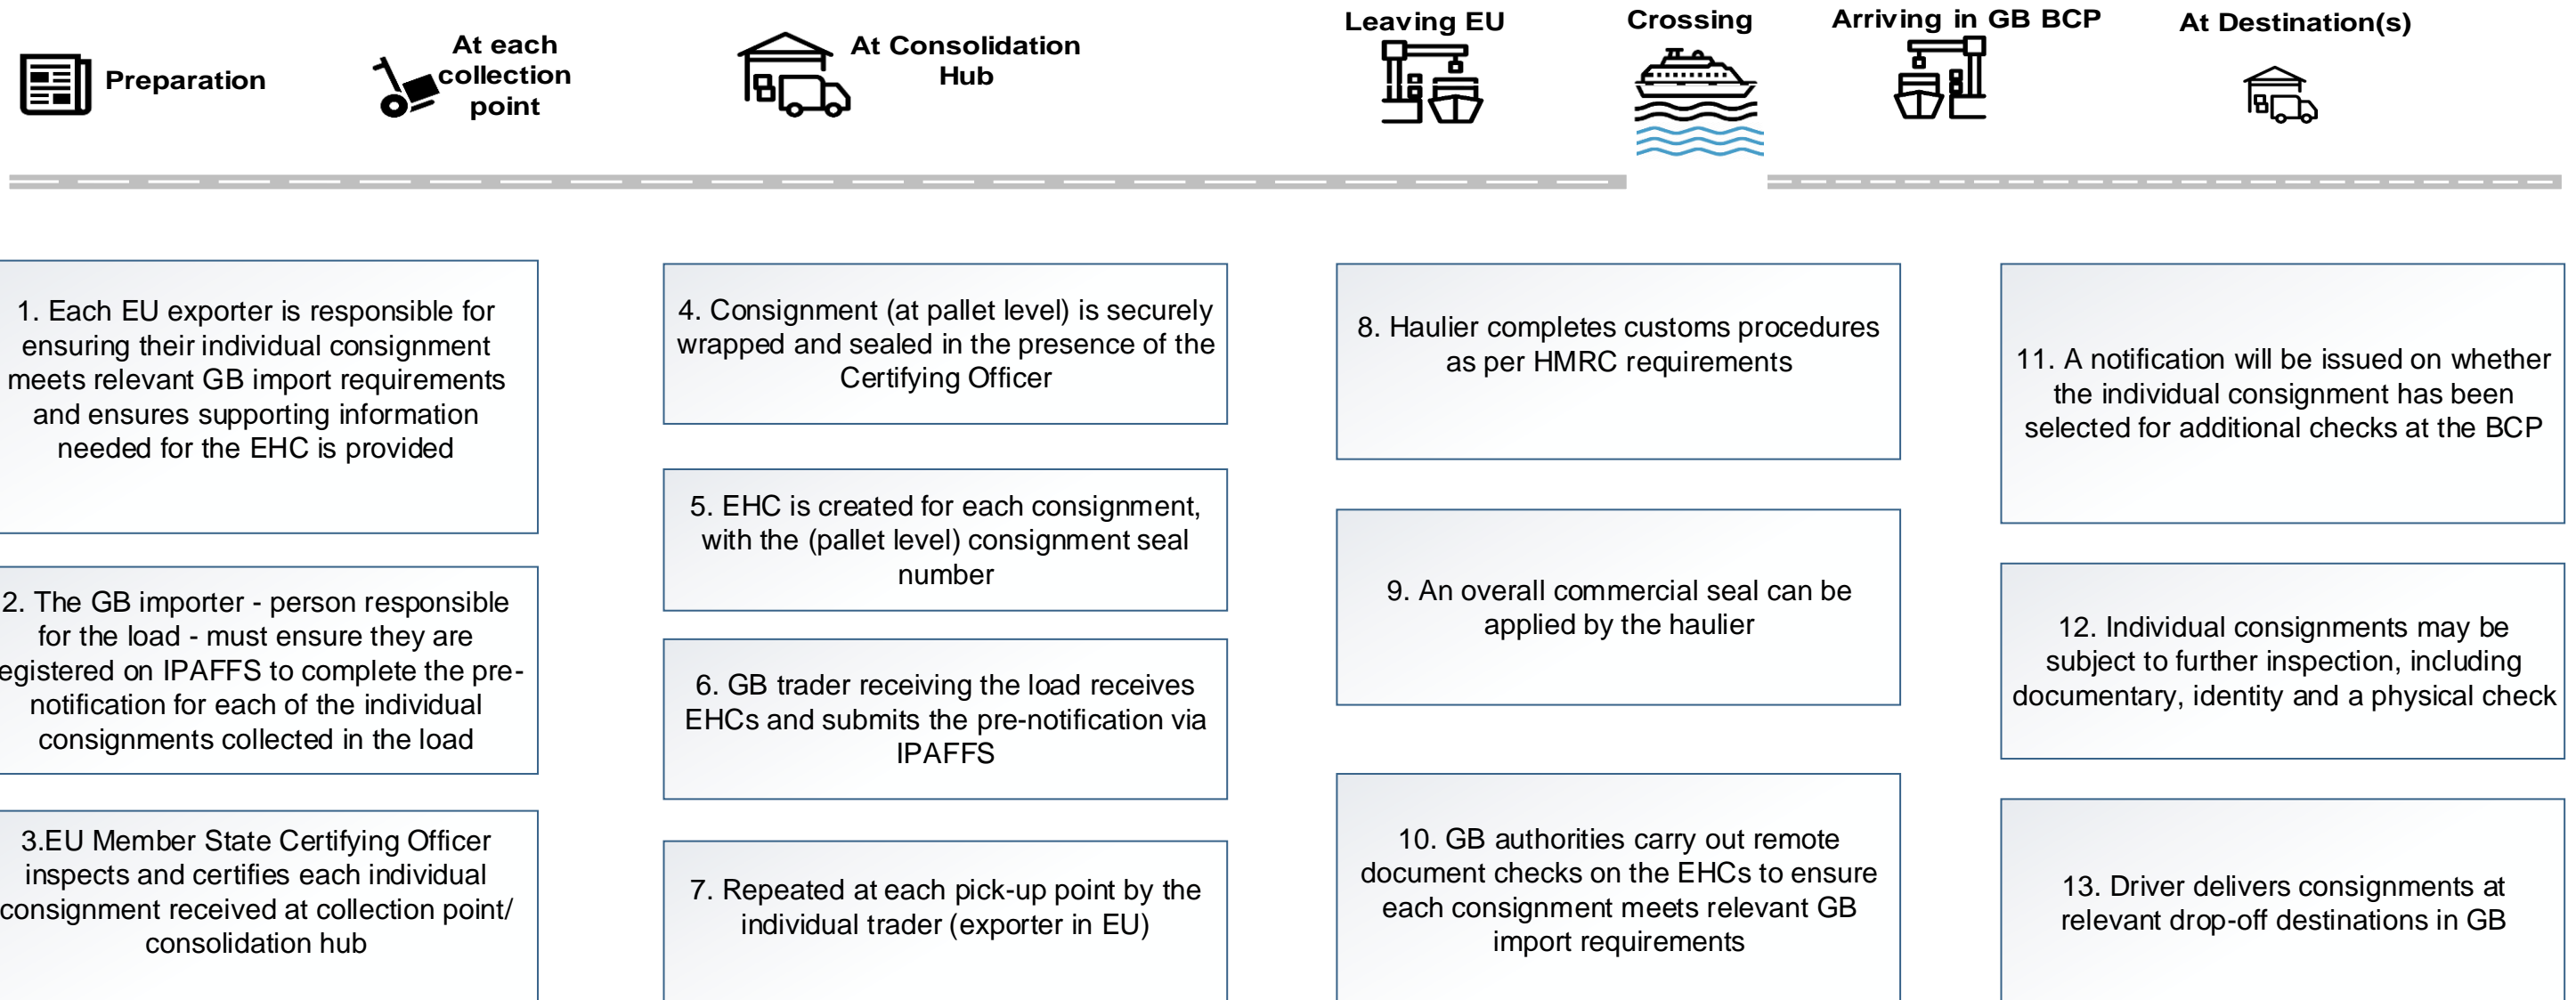 Preparation
At each
collection
point
At Consolidation
Hub
Leaving EU
Crossing
Arriving in GB BCP
At Destination(s)
1. Each EU exporter is responsible for
ensuring their individual consignment
meets relevant GB import requirements
and ensures supporting information
needed for the EHC is provided
2. The GB importer - person responsible
for the load - must ensure they are
egistered on IPAFFS to complete the pre-
notification for each of the individual
consignments collected in the load
3.EU Member State Certifying Officer
inspects and certifies each individual
consignment received at collection point/
consolidation hub
4. Consignment (at pallet level) is securely
wrapped and sealed in the presence of the
Certifying Officer
5. EHC is created for each consignment,
with the (pallet level) consignment seal
number
6. GB trader receiving the load receives
EHCs and submits the pre-notification via
IPAFFS
7. Repeated at each pick-up point by the
individual trader (exporter in EU)
8. Haulier completes customs procedures
as per HMRC requirements
9. An overall commercial seal can be
applied by the haulier
10. GB authorities carry out remote
document checks on the EHCs to ensure
each consignment meets relevant GB
import requirements
11. A notification will be issued on whether
the individual consignment has been
selected for additional checks at the BCP
12. Individual consignments may be
subject to further inspection, including
documentary, identity and a physical check
13. Driver delivers consignments at
relevant drop-off destinations in GB